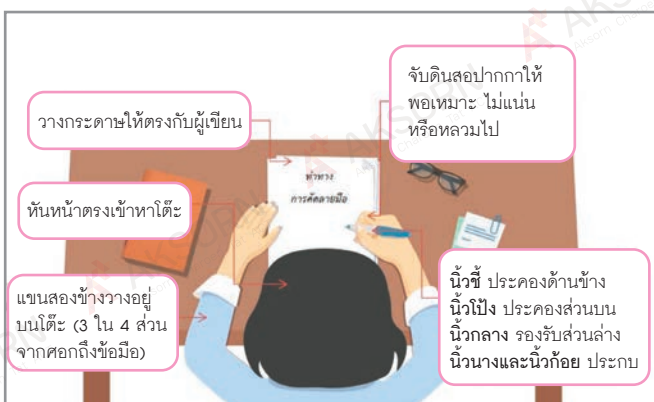 วางกระดาษให้ตรงกับผู้เขียน
จับดินสอปากกาให้
พอเหมาะ ไม่แน่น
หรือหลวมไป
ท่าทาง
การคัดลายมือ
หันหน้าตรงเข้าหาโต๊ะ
แขนสองข้างวางอยู่
บนโต๊ะ (3 ใน 4 ส่วน
จากศอกถึงข้อมือ)
นิ้วชี้ ประคองด้านข้าง
นิ้วโป้ง ประคองส่วนบน
นิ้วกลาง รองรับส่วนล่าง
นิ้วนางและนิ้วก้อย ประกบ
AKSORN